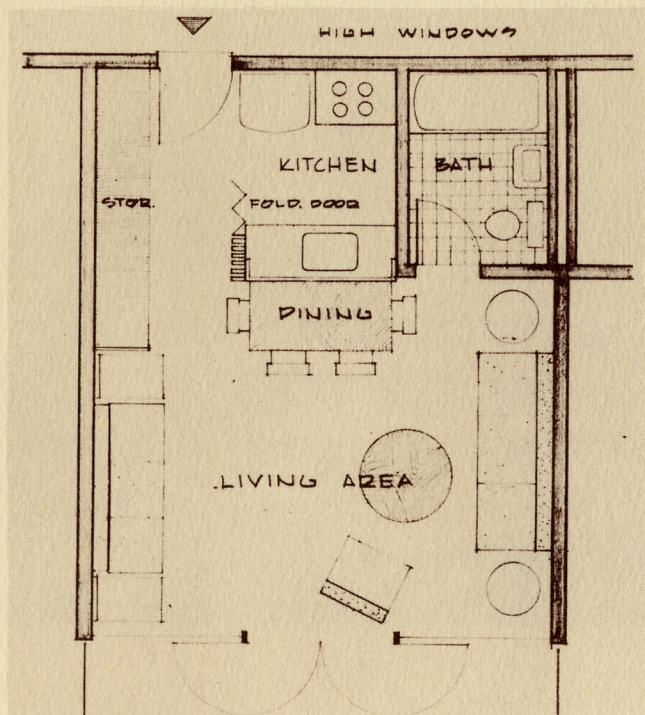 HIGH WINDOWS
KITCHEN
BATH
STOR.
FOLD. DOOR
DINING
LIVING AREA